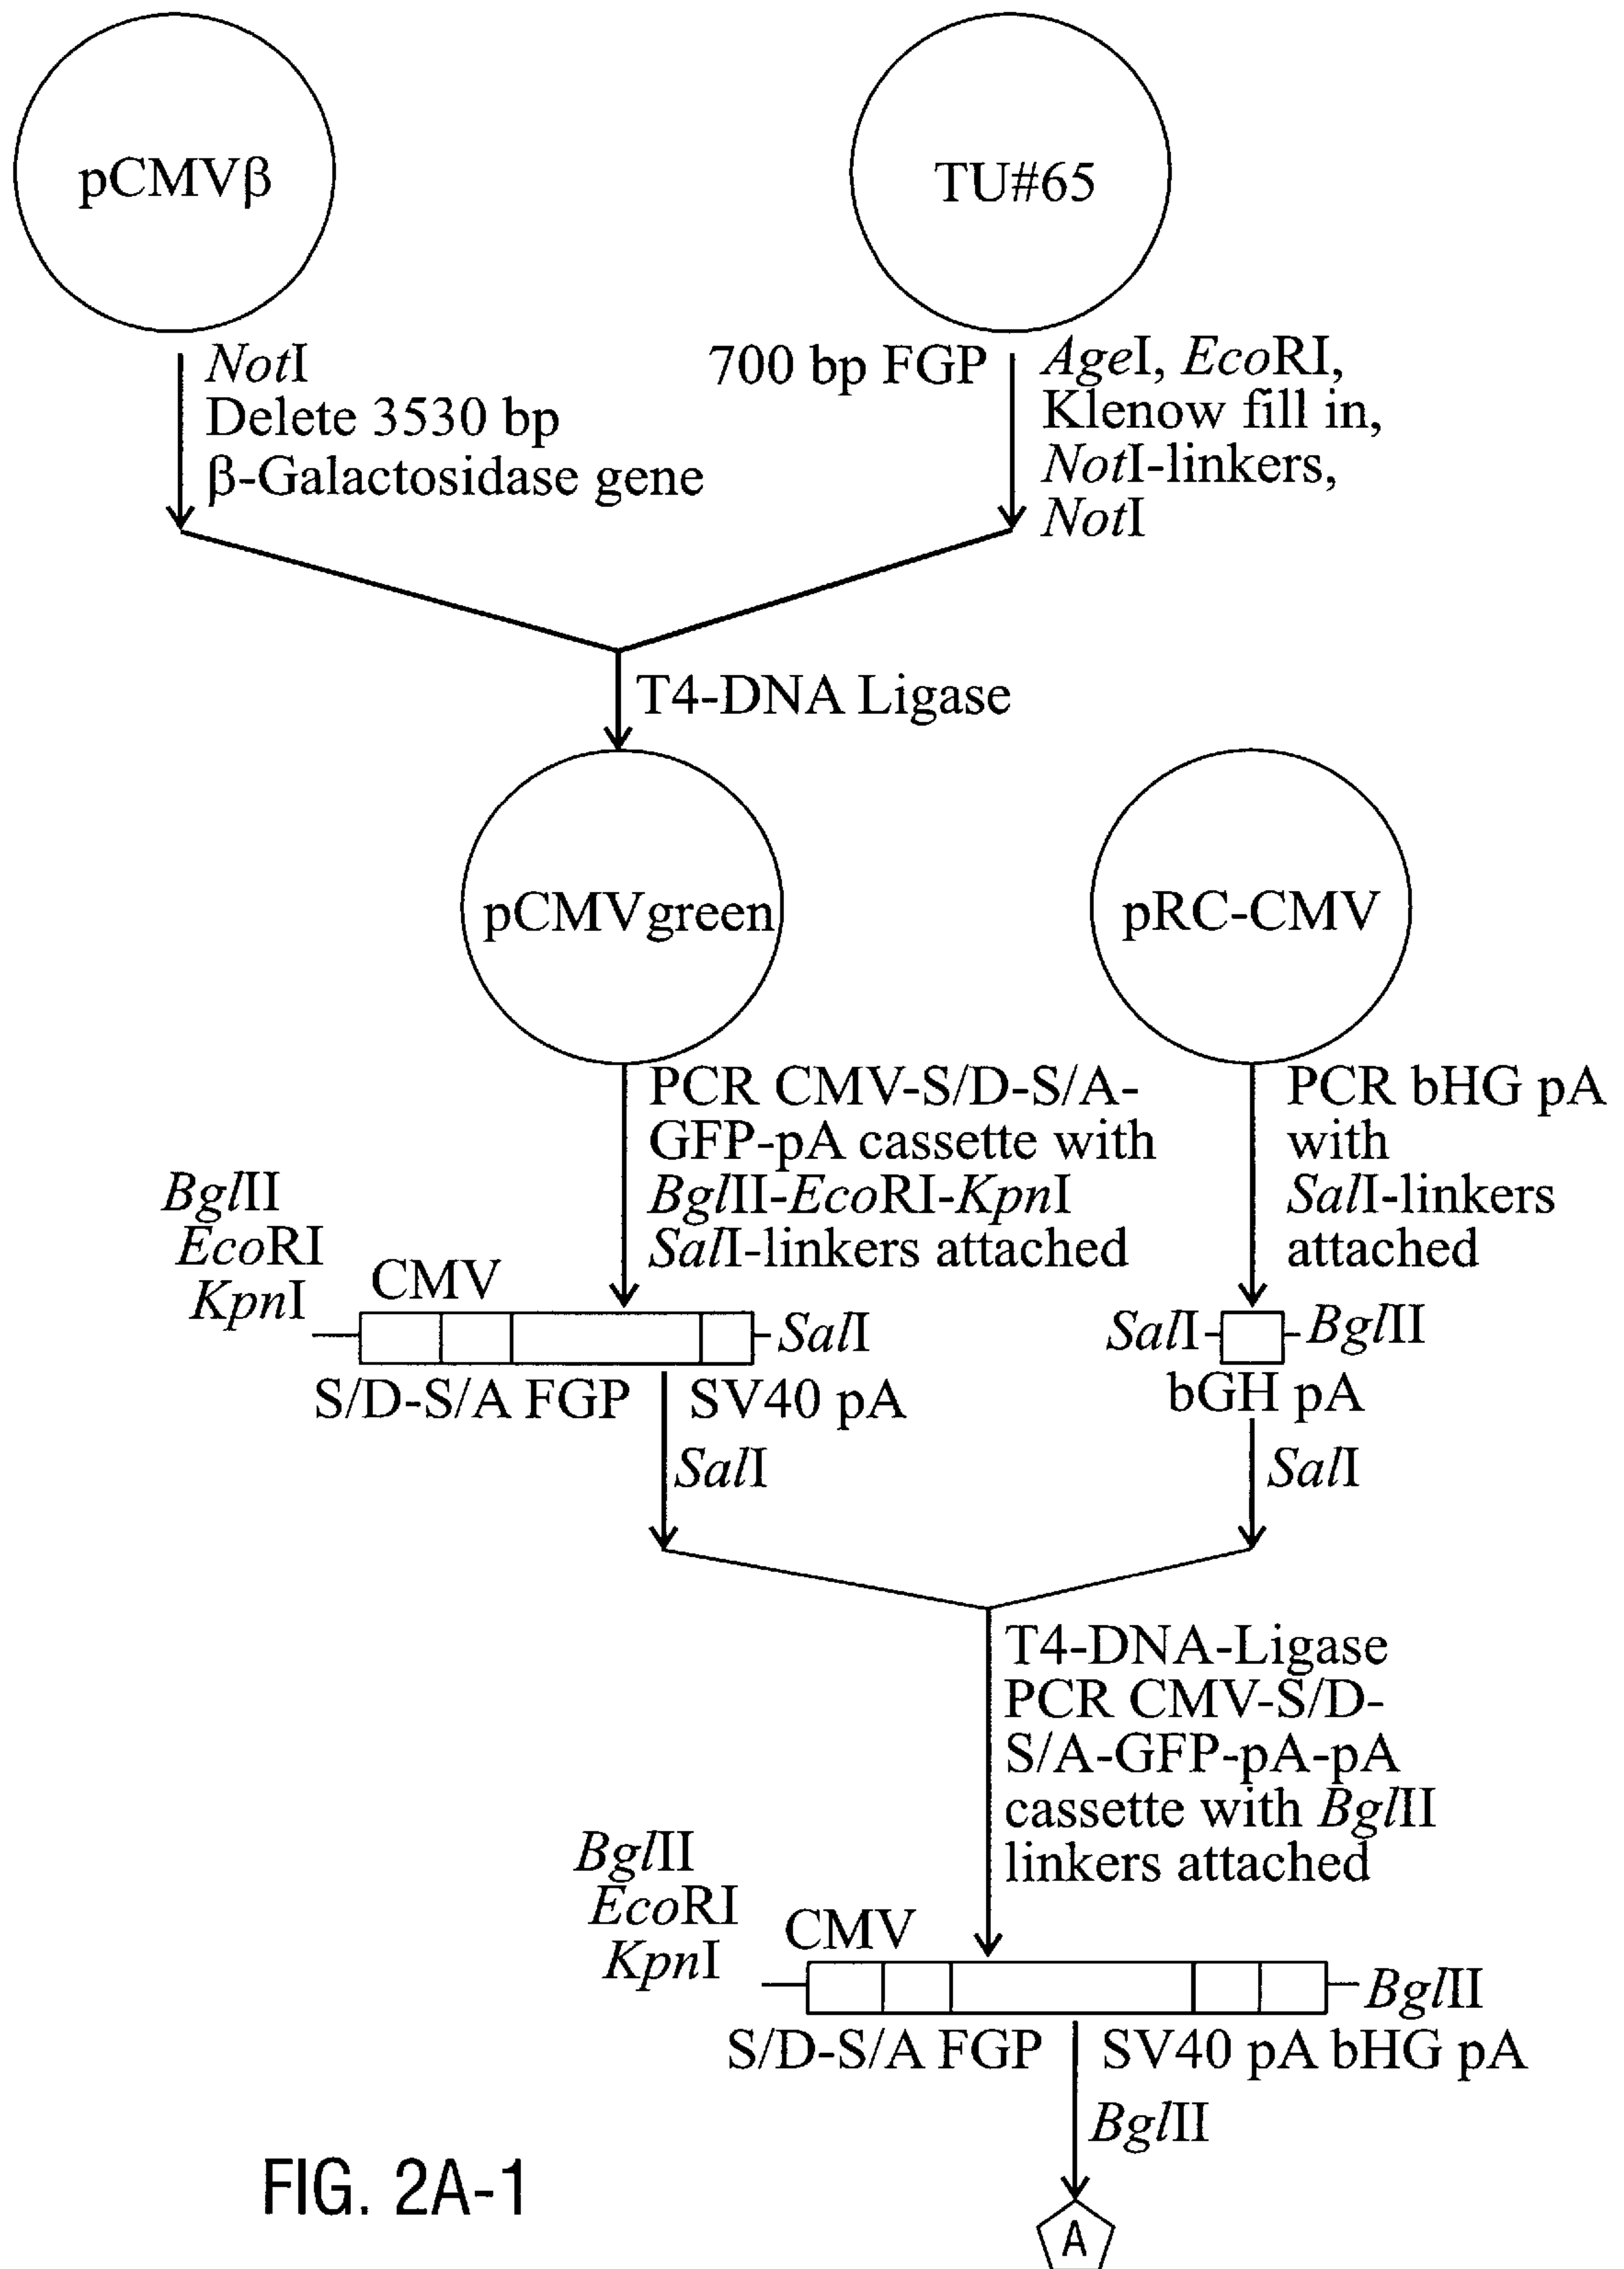 pCMVβ
TU#65
NotI
Delete 3530 bp
β-Galactosidase gene
700 bp FGP
AgeI, EcoRI,
Klenow fill in,
NotI-linkers,
NotI
T4-DNA Ligase
pCMVgreen
pRC-CMV
PCR CMV-S/D-S/A-
GFP-pA cassette with
BglII-EcoRI-KpnI
SalI-linkers attached
PCR bHG pA
with
SalI-linkers
attached
BglII
EcoRI
KpnI
CMV
SalI
S/D-S/A FGP
SV40 pA
SalI
BglII
bGH pA
SalI
SalI
T4-DNA-Ligase
PCR CMV-S/D-
S/A-GFP-pA-pA
cassette with BglII
linkers attached
BglII
EcoRI
KpnI
CMV
BglII
S/D-S/A FGP
SV40 pA bHG pA
BglII
A
FIG. 2A-1